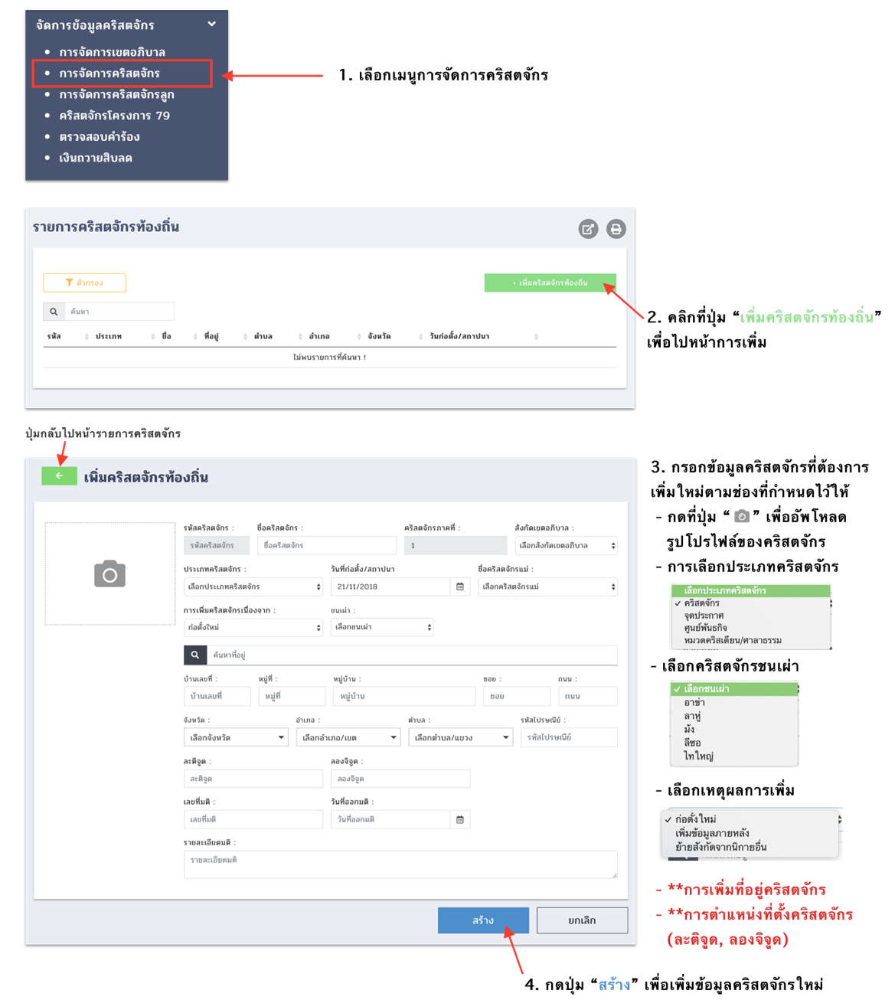 จัดการข้อมูลคริสตจักร
• การจัดการเขตอภิบาล
• การจัดการคริสตจักร
• การจัดการคริสตจักรลูก
• คริสตจักรโครงการ 79
• ตรวจสอบคำร้อง
• เงินถวายสิบลด
1. เลือกเมนูการจัดการคริสตจักร
รายการคริสตจักรท้องถิ่น
ตัวกรอง
+ เพิ่มคริสตจักรท้องถิ่น
ค้นหา
รหัส ประเภท ชื่อ ที่อยู่ ตำบล อำเภอ จังหวัด วันก่อตั้ง/สถาปนา
ไม่พบรายการที่ค้นหา !
2. คลิกที่ปุ่ม “เพิ่มคริสตจักรท้องถิ่น”
เพื่อไปหน้าการเพิ่ม
ปุ่มกลับไปหน้ารายการคริสตจักร
เพิ่มคริสตจักรท้องถิ่น
รหัสคริสตจักร : ชื่อคริสตจักร : คริสตจักรภาคที่ : สังกัดเขตอภิบาล :
รหัสคริสตจักร ชื่อคริสตจักร 1 เลือกสังกัดเขตอภิบาล
ประเภทคริสตจักร : วันที่ก่อตั้ง/สถาปนา ชื่อคริสตจักรแม่ :
เลือกประเภทคริสตจักร 21/11/2018 เลือกคริสตจักรแม่
การเพิ่มคริสตจักรเนื่องจาก : ชนเผ่า :
ก่อตั้งใหม่ เลือกชนเผ่า
ค้นหาที่อยู่
บ้านเลขที่ : หมู่ที่ : หมู่บ้าน : ซอย : ถนน :
บ้านเลขที่ หมู่ที่ หมู่บ้าน ซอย ถนน
จังหวัด : อำเภอ : ตำบล : รหัสไปรษณีย์ :
เลือกจังหวัด เลือกอำเภอ/เขต เลือกตำบล/แขวง รหัสไปรษณีย์
ละติจูด : ลองจิจูด :
ละติจูด ลองจิจูด
เลขที่มติ : วันที่ออกมติ :
เลขที่มติ วันที่ออกมติ
รายละเอียดมติ :
รายละเอียดมติ
สร้าง ยกเลิก
3. กรอกข้อมูลคริสตจักรที่ต้องการ
เพิ่มใหม่ตามช่องที่กำหนดไว้ให้
- กดที่ปุ่ม “ ” เพื่ออัพโหลด
รูปโปรไฟล์ของคริสตจักร
- การเลือกประเภทคริสตจักร
เลือกประเภทคริสตจักร
✓ คริสตจักร
จุดประกาศ
ศูนย์พันธกิจ
หมวดคริสเตียน/ศาลาธรรม
- เลือกคริสตจักรชนเผ่า
✓ เลือกชนเผ่า
อาข่า
ลาหู่
ม้ง
ลีซอ
ไทใหญ่
- เลือกเหตุผลการเพิ่ม
✓ ก่อตั้งใหม่
เพิ่มข้อมูลภายหลัง
ย้ายสังกัดจากนิกายอื่น
- **การเพิ่มที่อยู่คริสตจักร
- **การตำแหน่งที่ตั้งคริสตจักร
(ละติจูด, ลองจิจูด)
4. กดปุ่ม “สร้าง” เพื่อเพิ่มข้อมูลคริสตจักรใหม่